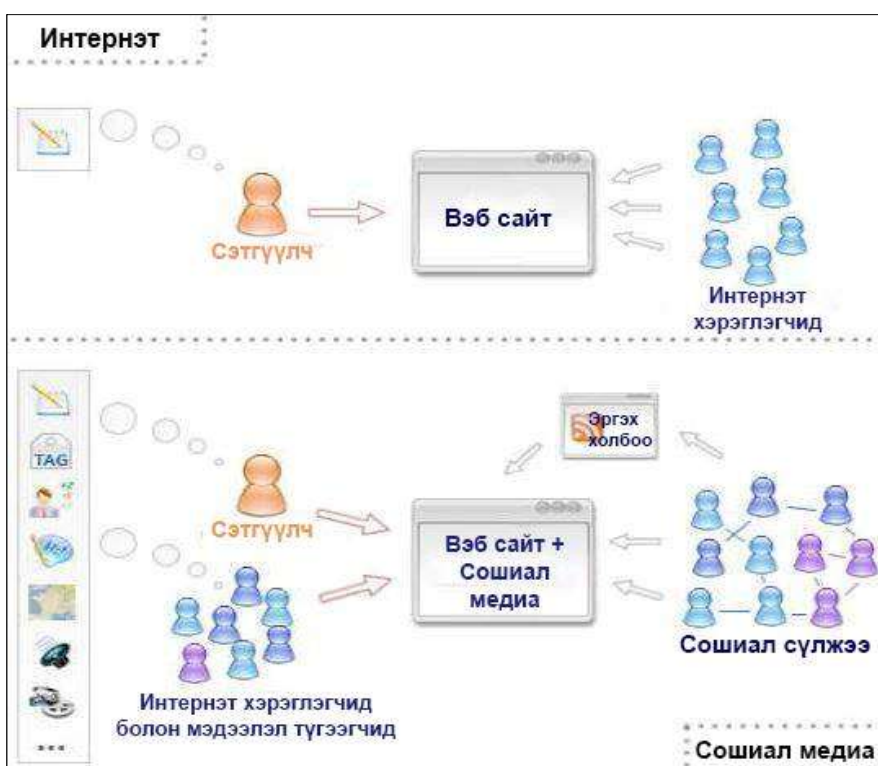 Интернэт
Сэтгүүлч
Вэб сайт
Интернэт
хэрэглэгчид
TAG
Эргэх
холбоо
Сэтгүүлч
Вэб сайт +
Сошиал
медиа
Сошиал сүлжээ
Интернэт хэрэглэгчид
болон мэдээлэл түгээгчид
Сошиал медиа